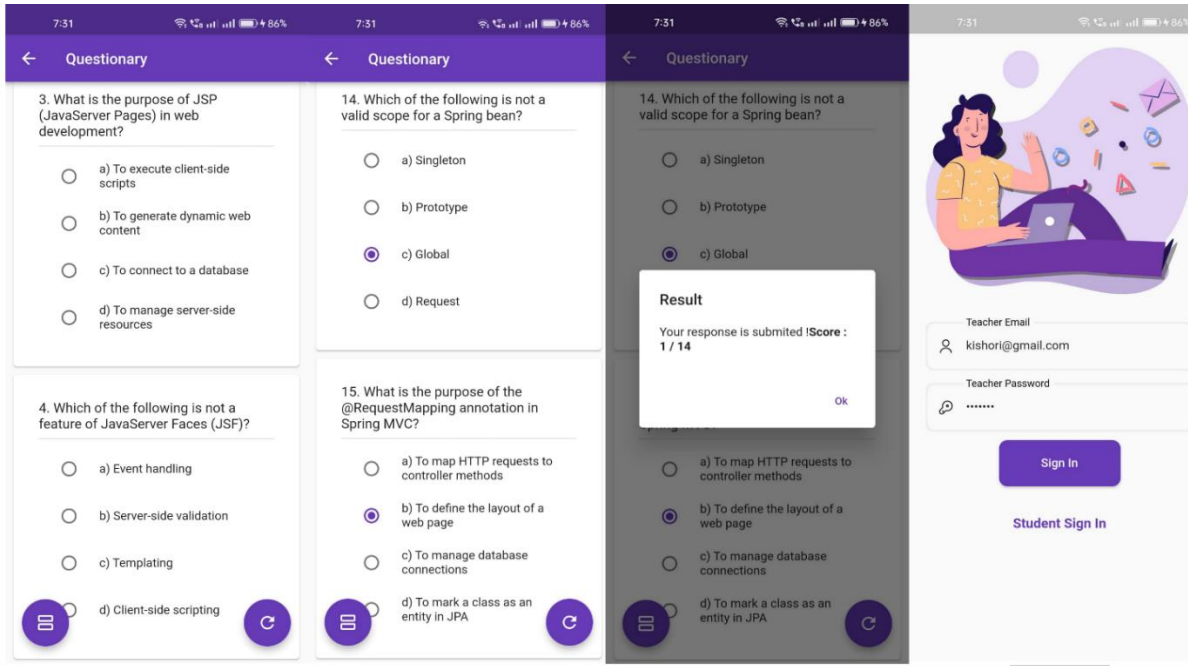 7:31
86%
Questionary
3. What is the purpose of JSP
(JavaServer Pages) in web
development?
a) To execute client-side
scripts
b) To generate dynamic web
content
c) To connect to a database
d) To manage server-side
resources
4. Which of the following is not a
feature of JavaServer Faces (JSF)?
a) Event handling
b) Server-side validation
c) Templating
d) Client-side scripting
7:31
86%
Questionary
14. Which of the following is not a
valid scope for a Spring bean?
a) Singleton
b) Prototype
c) Global
d) Request
15. What is the purpose of the
@RequestMapping annotation in
Spring MVC?
a) To map HTTP requests to
controller methods
b) To define the layout of a
web page
c) To manage database
connections
d) To mark a class as an
entity in JPA
7:31
86%
Questionary
14. Which of the following is not a
valid scope for a Spring bean?
a) Singleton
b) Prototype
c) Global
Result
Your response is submited !Score :
1 / 14
Ok
a) To map HTTP requests to
controller methods
b) To define the layout of a
web page
c) To manage database
connections
d) To mark a class as an
entity in JPA
7:31
86%
Teacher Email
kishori@gmail.com
Teacher Password
•••••••
Sign In
Student Sign In